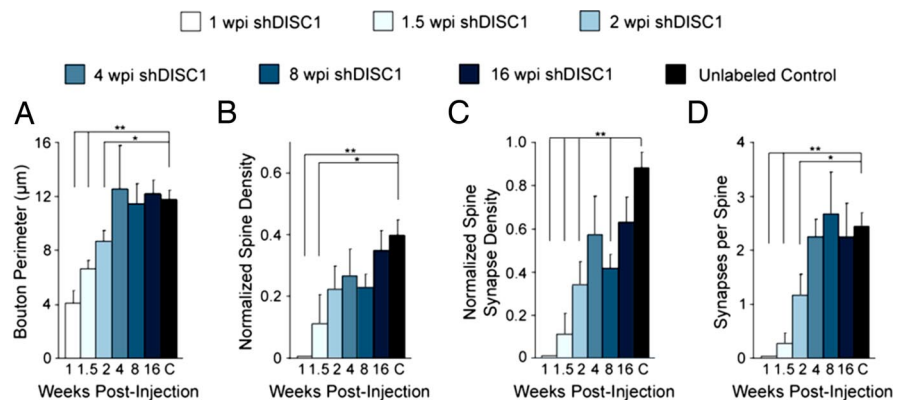 1 wpi shDISC1 1.5 wpi shDISC1 2 wpi shDISC1
4 wpi shDISC1 8 wpi shDISC1 16 wpi shDISC1 Unlabeled Control
A
**
*
16
12
8
4
0
Bouton Perimeter (μm)
1 1.5 2 4 8 16 C
Weeks Post-Injection
B
**
*
0.6
0.4
0.2
0
Normalized Spine Density
1 1.5 2 4 8 16 C
Weeks Post-Injection
C
**
1.0
0.8
0.6
0.4
0.2
0
Normalized Spine
Synapse Density
1 1.5 2 4 8 16 C
Weeks Post-Injection
D
**
*
4
3
2
1
0
Synapses per Spine
1 1.5 2 4 8 16 C
Weeks Post-Injection